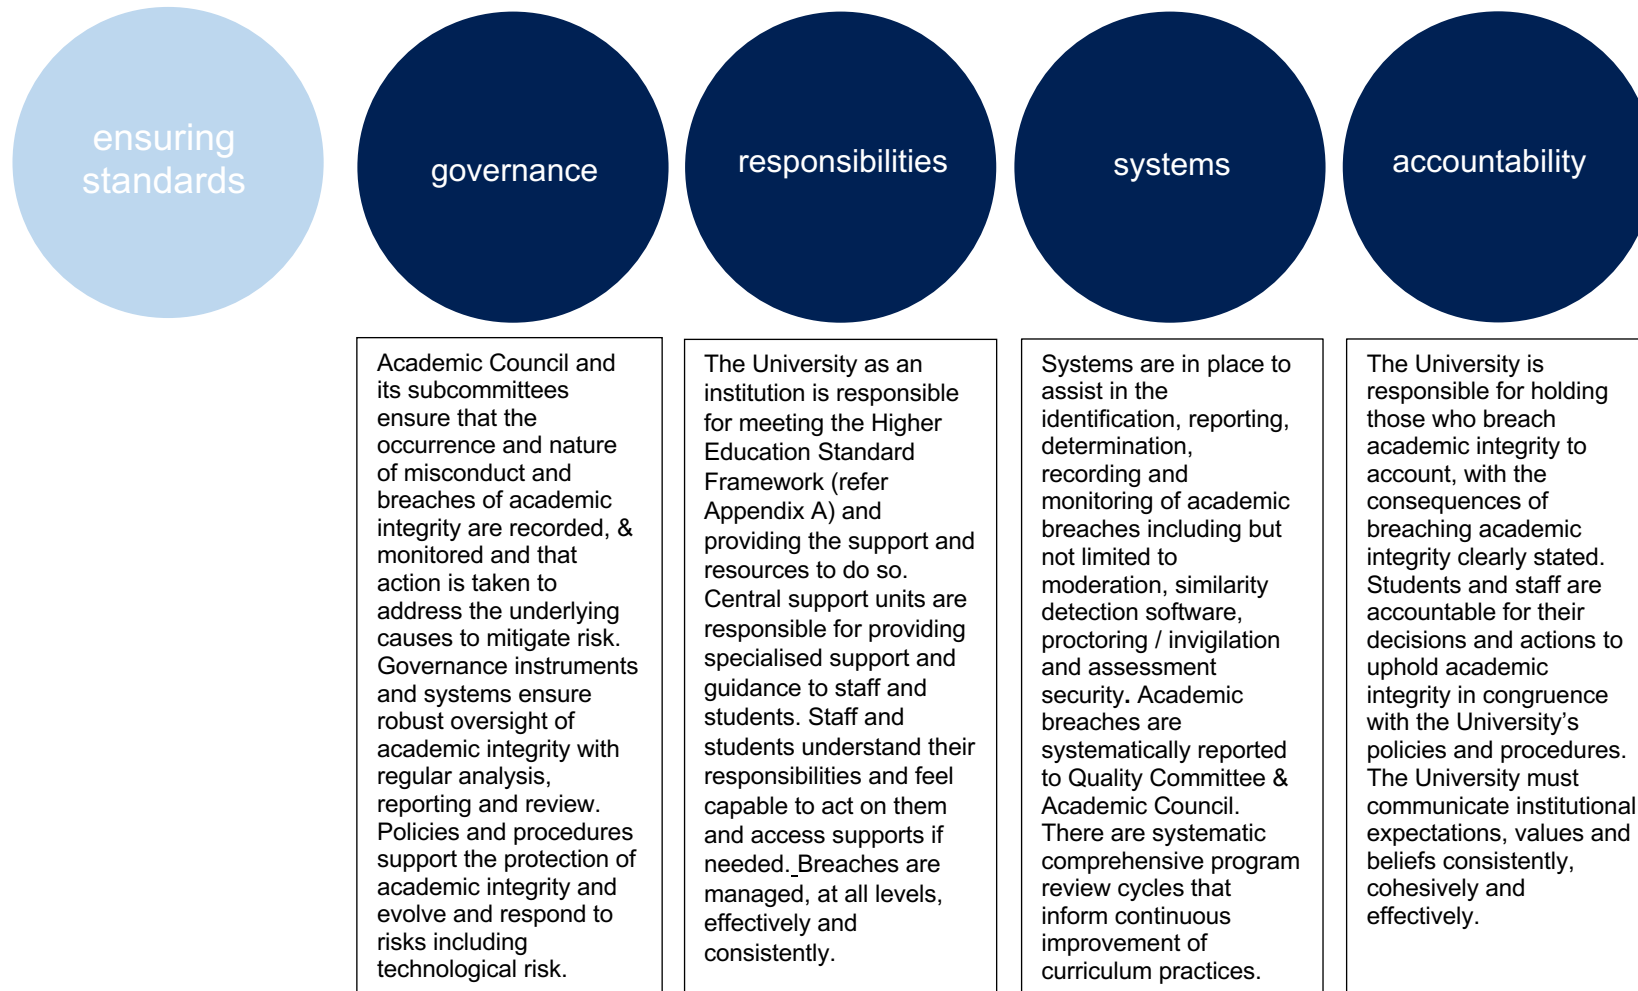 ensuring
standards
governance
responsibilities
systems
accountability
Academic Council and
its subcommittees
ensure that the
occurrence and nature
of misconduct and
breaches of academic
integrity are recorded, &
monitored and that
action is taken to
address the underlying
causes to mitigate risk.
Governance instruments
and systems ensure
robust oversight of
academic integrity with
regular analysis,
reporting and review.
Policies and procedures
support the protection of
academic integrity and
evolve and respond to
risks including
technological risk.
The University as an
institution is responsible
for meeting the Higher
Education Standard
Framework (refer
Appendix A) and
providing the support and
resources to do so.
Central support units are
responsible for providing
specialised support and
guidance to staff and
students. Staff and
students understand their
responsibilities and feel
capable to act on them
and access supports if
needed. Breaches are
managed, at all levels,
effectively and
consistently.
Systems are in place to
assist in the
identification, reporting,
determination,
recording and
monitoring of academic
breaches including but
not limited to
moderation, similarity
detection software,
proctoring / invigilation
and assessment
security. Academic
breaches are
systematically reported
to Quality Committee &
Academic Council.
There are systematic
comprehensive program
review cycles that
inform continuous
improvement of
curriculum practices.
The University is
responsible for holding
those who breach
academic integrity to
account, with the
consequences of
breaching academic
integrity clearly stated.
Students and staff are
accountable for their
decisions and actions to
uphold academic
integrity in congruence
with the University’s
policies and procedures.
The University must
communicate institutional
expectations, values and
beliefs consistently,
cohesively and
effectively.